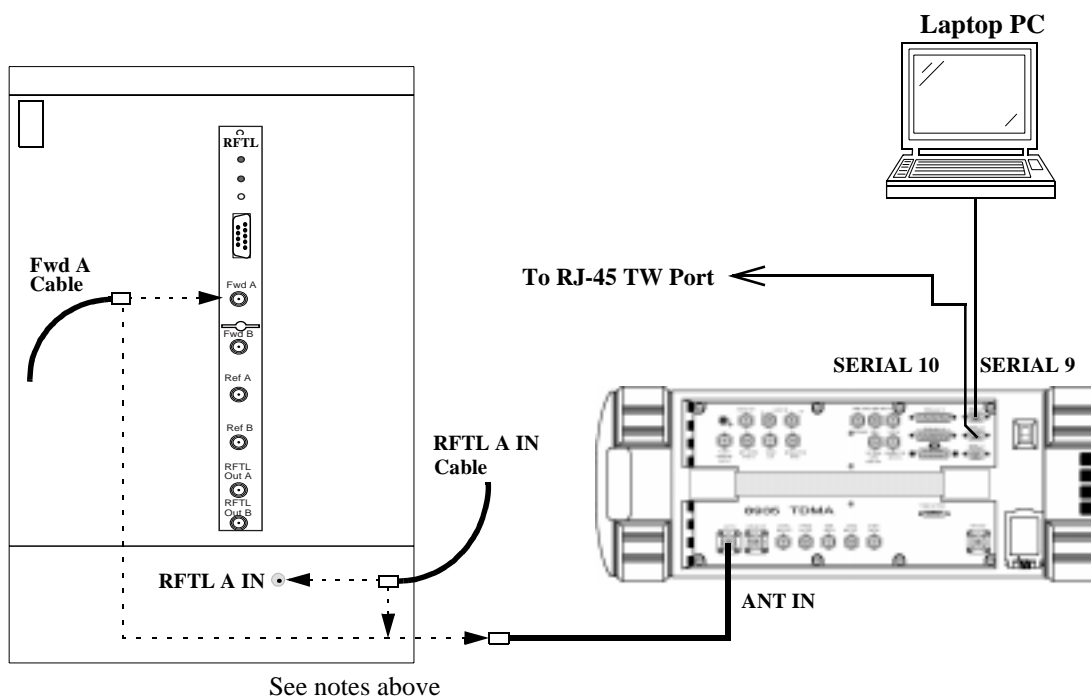 Laptop PC
RFTL
Fwd A
Cable
Fwd A
Fwd B
Ref A
Ref B
RFTL
Out A
RFTL
Out B
To RJ-45 TW Port
SERIAL 10
SERIAL 9
RFTL A IN
Cable
8935 TDMA
RFTL A IN
ANT IN
See notes above